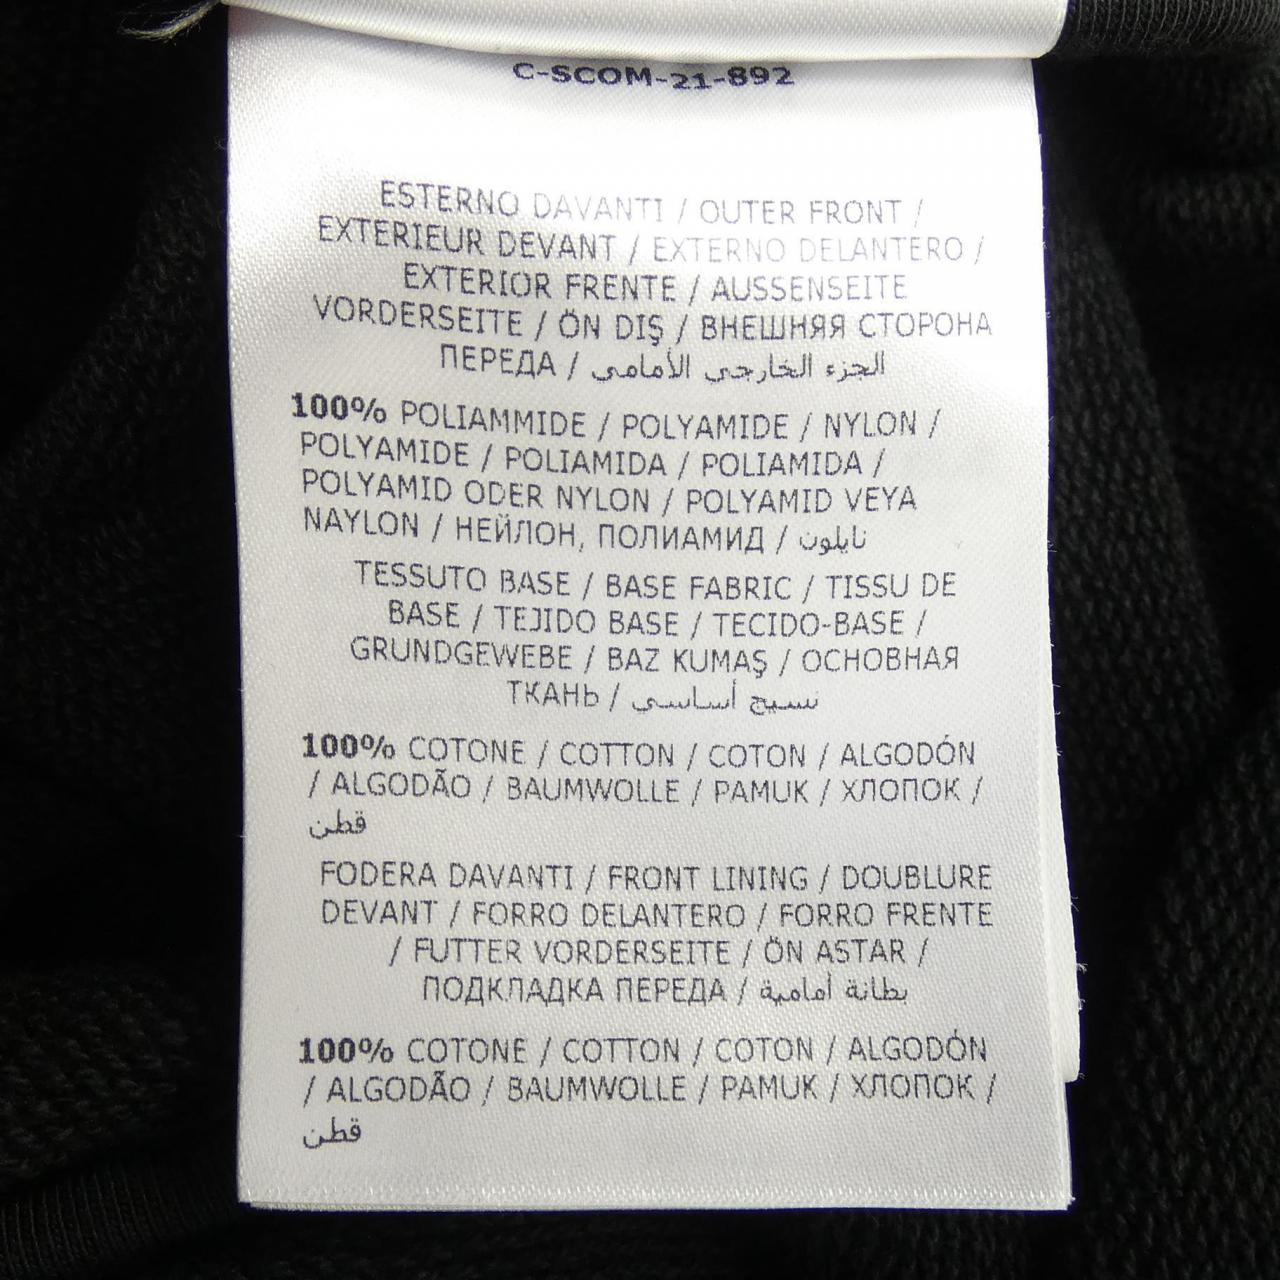 C-SCOM-21-892
ESTERNO DAVANTI / OUTER FRONT /
EXTERIEUR DEVANT / EXTERNO DELANTERO /
EXTERIOR FRENTE / AUSSENSEITE
VORDERSEITE / ÖN DIŞ / ВНЕШНЯЯ СТОРОНА
ПЕРЕДА / الجزء الخارجي الأمامي
100% POLIAMMIDE / POLYAMIDE / NYLON /
POLYAMIDE / POLIAMIDA / POLIAMIDA /
POLYAMID ODER NYLON / POLYAMID VEYA
NAYLON / НЕЙЛОН, ПОЛИАМИД / نايلون
TESSUTO BASE / BASE FABRIC / TISSU DE
BASE / TEJIDO BASE / TECIDO-BASE /
GRUNDGEWEBE / BAZ KUMAŞ / ОСНОВНАЯ
ТКАНЬ / نسيج أساسي
100% COTONE / COTTON / COTON / ALGODÓN
/ ALGODÃO / BAUMWOLLE / PAMUK / ХЛОПОК /
قطن
FODERA DAVANTI / FRONT LINING / DOUBLURE
DEVANT / FORRO DELANTERO / FORRO FRENTE
/ FUTTER VORDERSEITE / ÖN ASTAR /
ПОДКЛАДКА ПЕРЕДА / بطانة أمامية
100% COTONE / COTTON / COTON / ALGODÓN
/ ALGODÃO / BAUMWOLLE / PAMUK / ХЛОПОК /
قطن